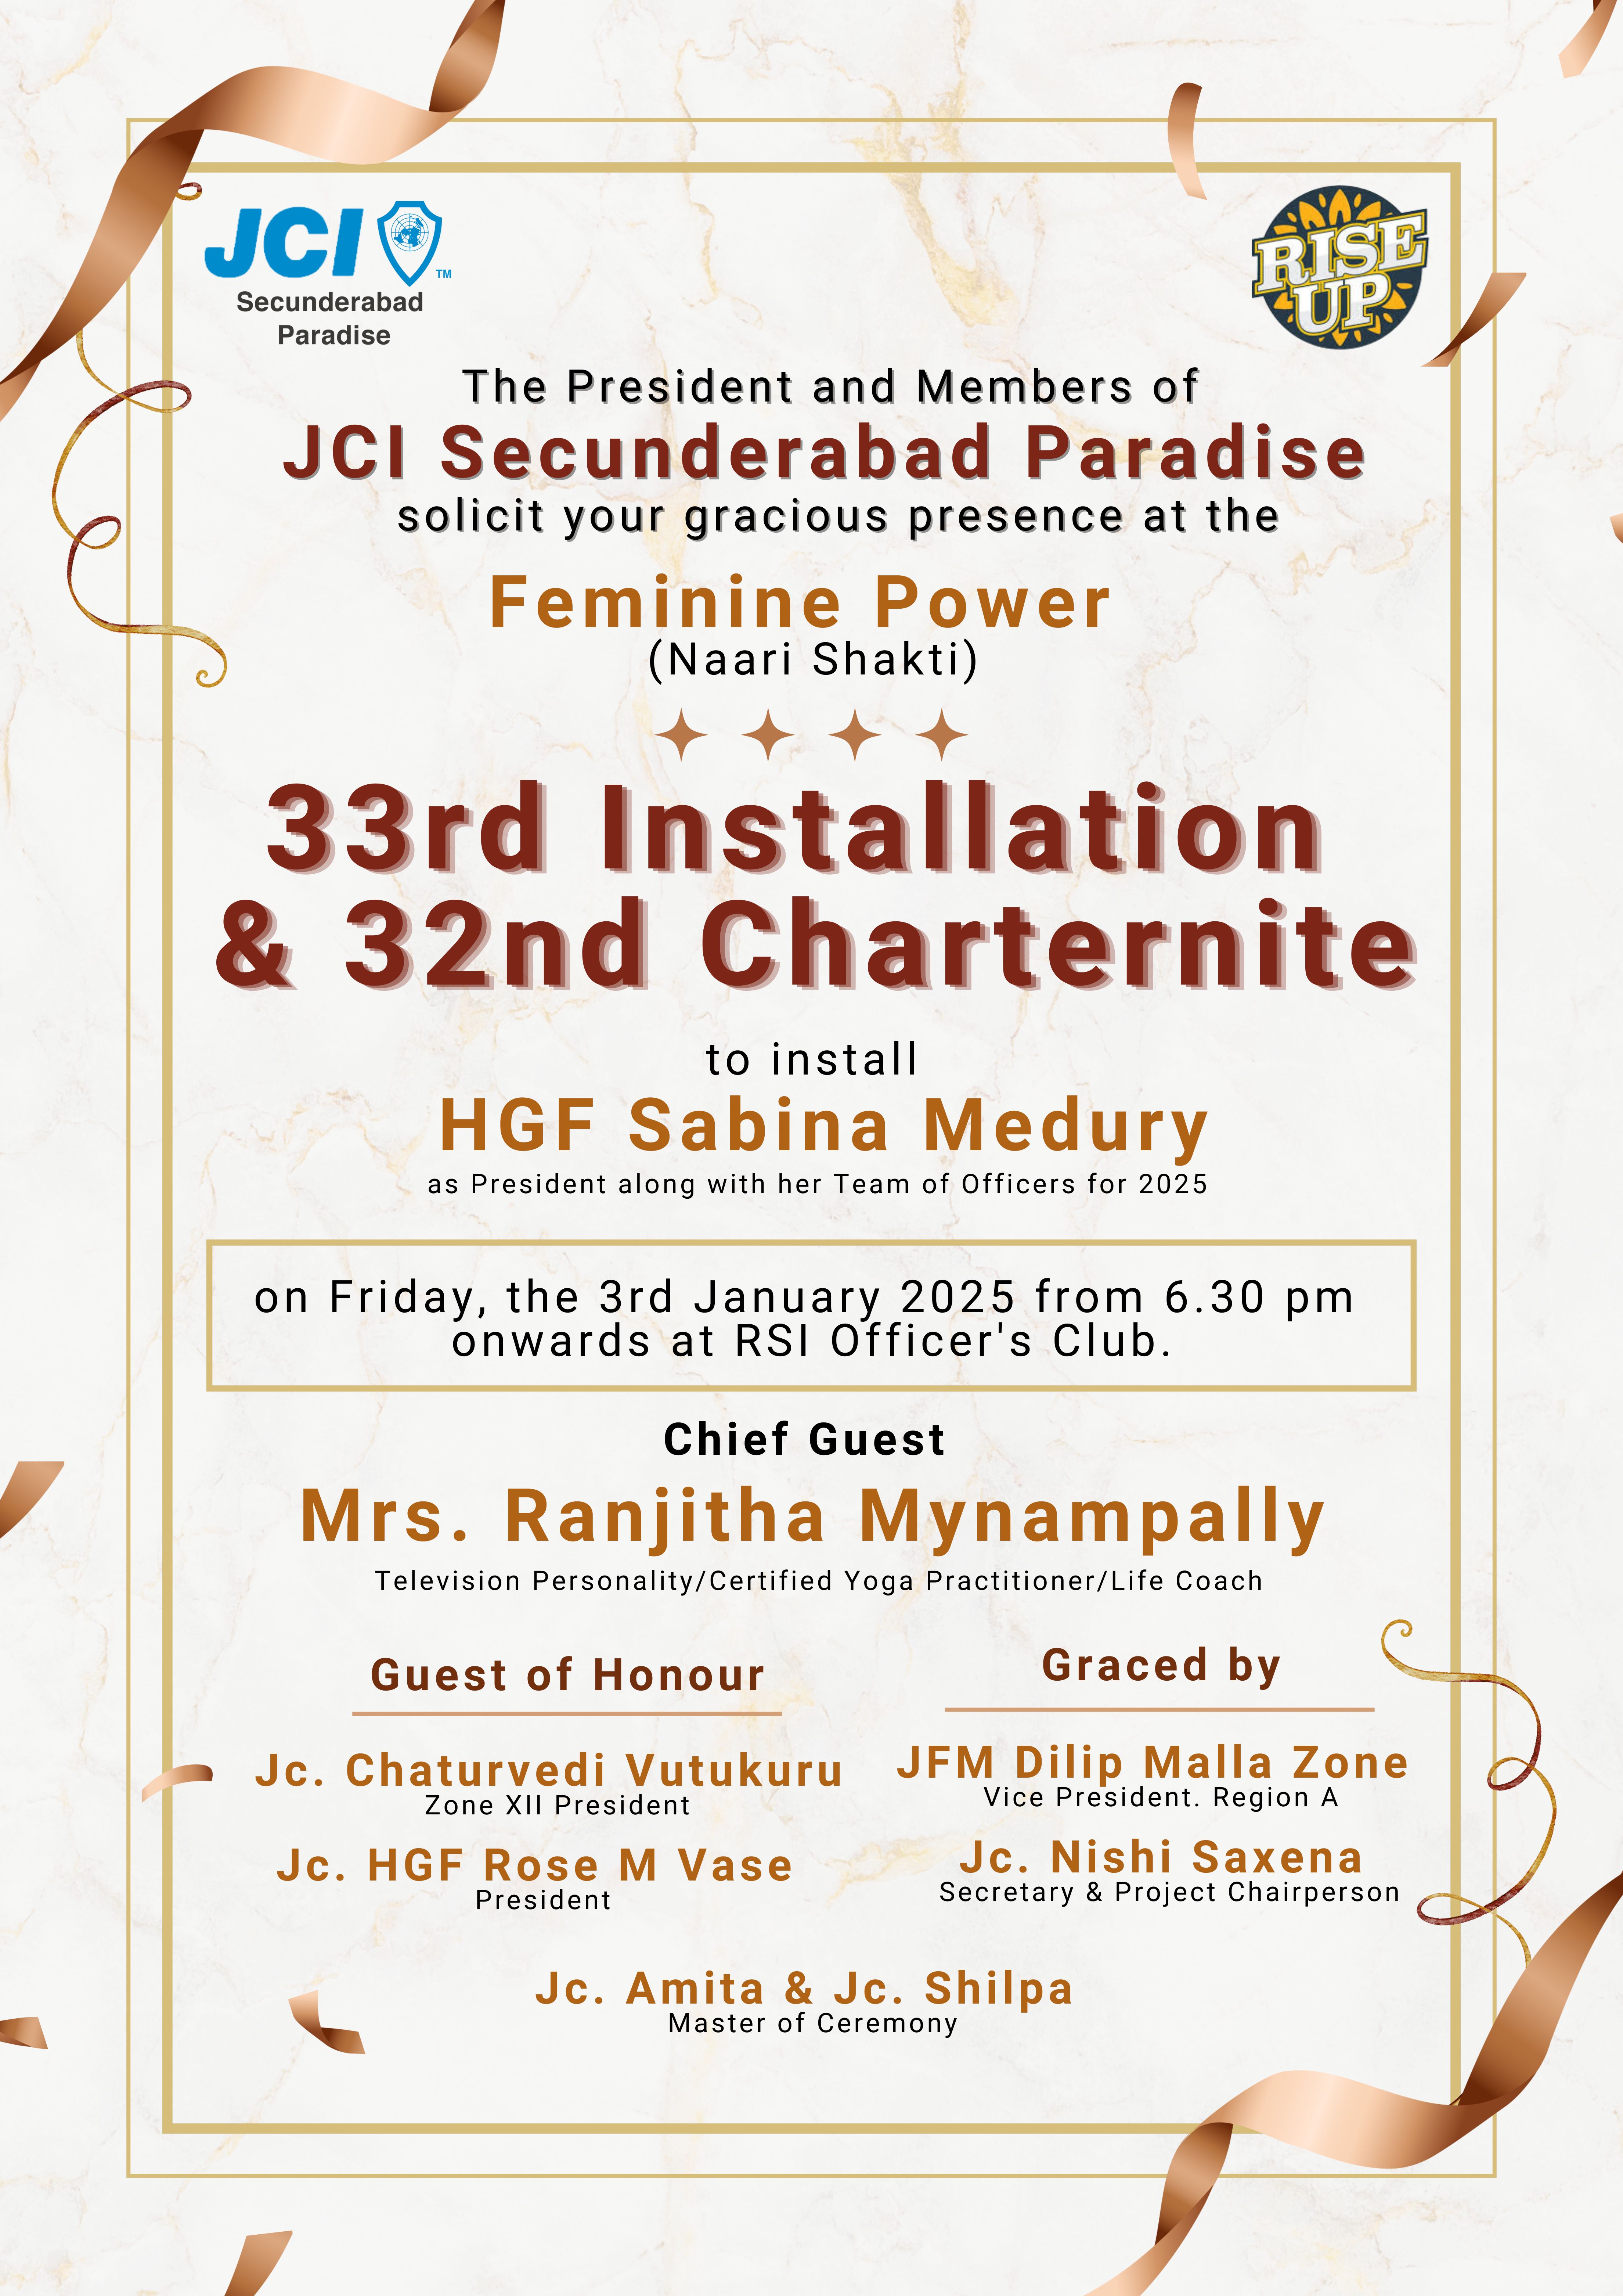 JCI
TM
Secunderabad
Paradise
RISE
UP
The President and Members of
JCI Secunderabad Paradise
solicit your gracious presence at the
Feminine Power
(Naari Shakti)
33rd Installation
& 32nd Charternite
to install
HGF Sabina Medury
as President along with her Team of Officers for 2025
on Friday, the 3rd January 2025 from 6.30 pm
onwards at RSI Officer's Club.
Chief Guest
Mrs. Ranjitha Mynampally
Television Personality/Certified Yoga Practitioner/Life Coach
Guest of Honour
Jc. Chaturvedi Vutukuru
Zone XII President
Jc. HGF Rose M Vase
President
Graced by
JFM Dilip Malla Zone
Vice President. Region A
Jc. Nishi Saxena
Secretary & Project Chairperson
Jc. Amita & Jc. Shilpa
Master of Ceremony